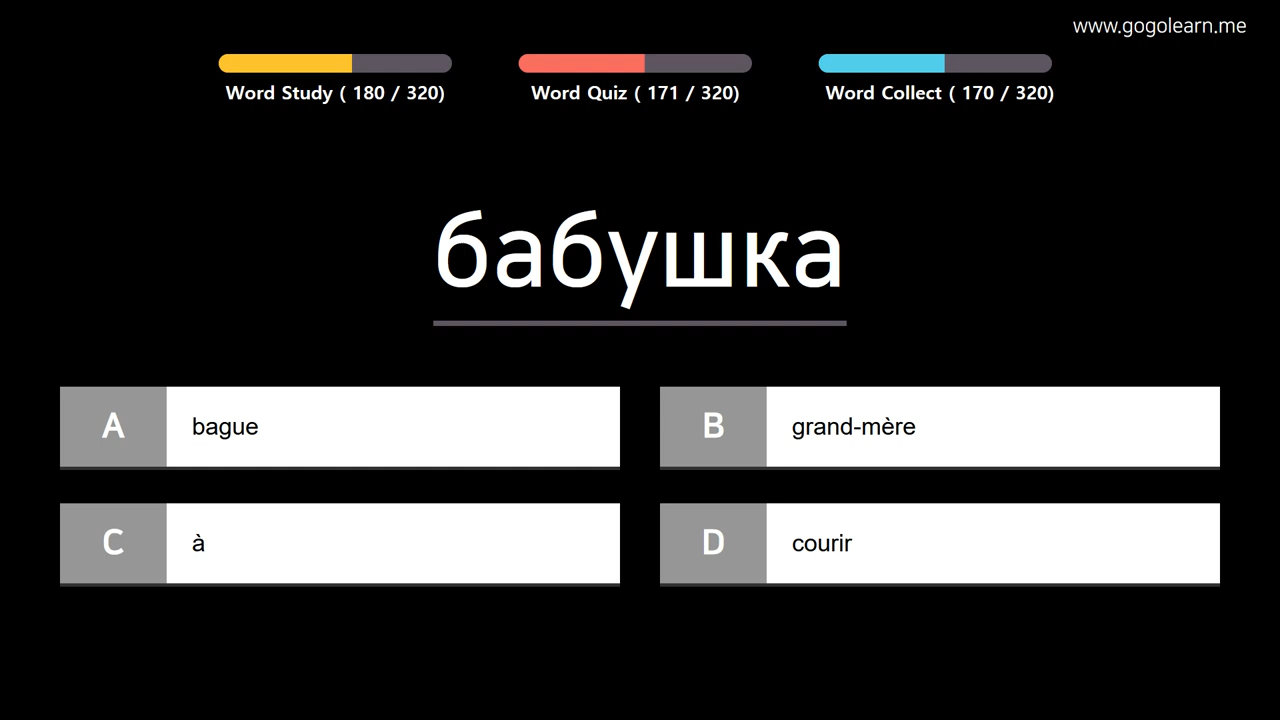 www.gogolearn.me
Word Study ( 180 / 320)
Word Quiz ( 171 / 320)
Word Collect ( 170 / 320)
бабушка
A bague
B grand-mère
C à
D courir